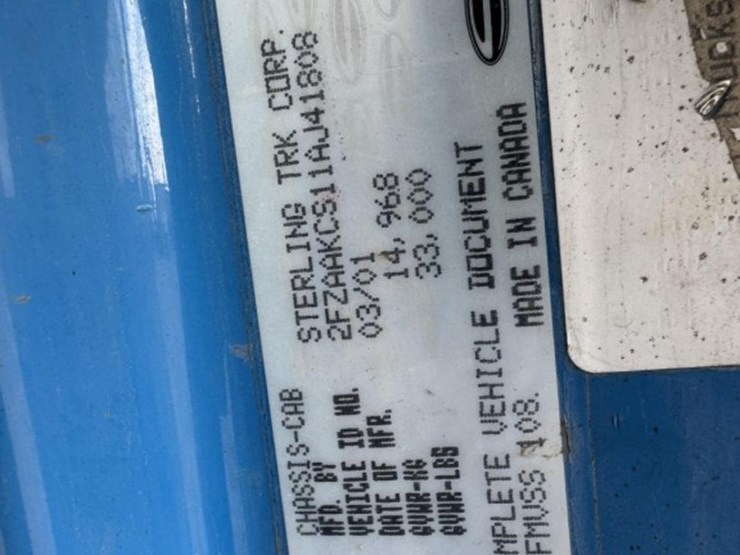 CHASSIS-CAB
MFD. BY STERLING TRK CORP.
VEHICLE ID NO. 2FZAAKCS11AJ41808
DATE OF MFR. 03/01
GVWR-KG 14,968
GVWR-LBS 33,000
MPLETE VEHICLE DOCUMENT
FMVSS 108. MADE IN CANADA